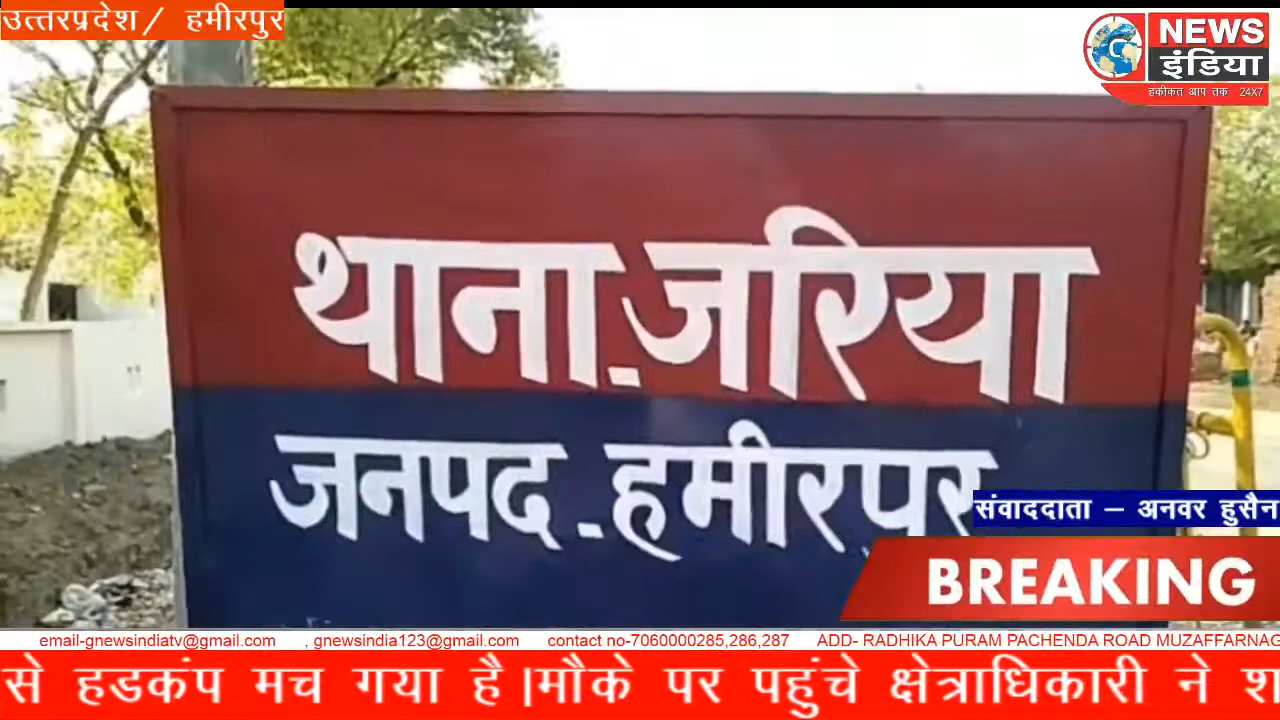 उत्तरप्रदेश/ हमीरपुर
G NEWS
इंडिया
हकीकत आप तक 24X7
थाना-जरिया
जनपद-हमीरपुर
संवाददाता – अनवर हुसैन
BREAKING
email-gnewsindiatv@gmail.com , gnewsindia123@gmail.com contact no-7060000285,286,287 ADD- RADHIKA PURAM PACHENDA ROAD MUZAFFARNAG
से हडकंप मच गया है |मौके पर पहुंचे क्षेत्राधिकारी ने श